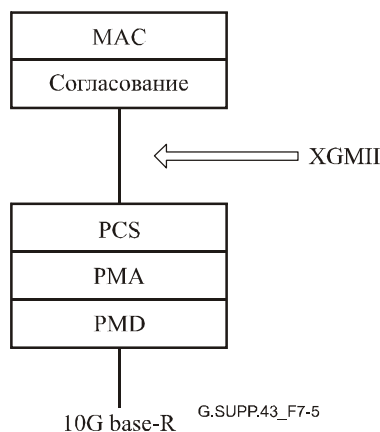 MAC
Согласование
XGMII
PCS
PMA
PMD
10G base-R
G.SUPP.43_F7-5